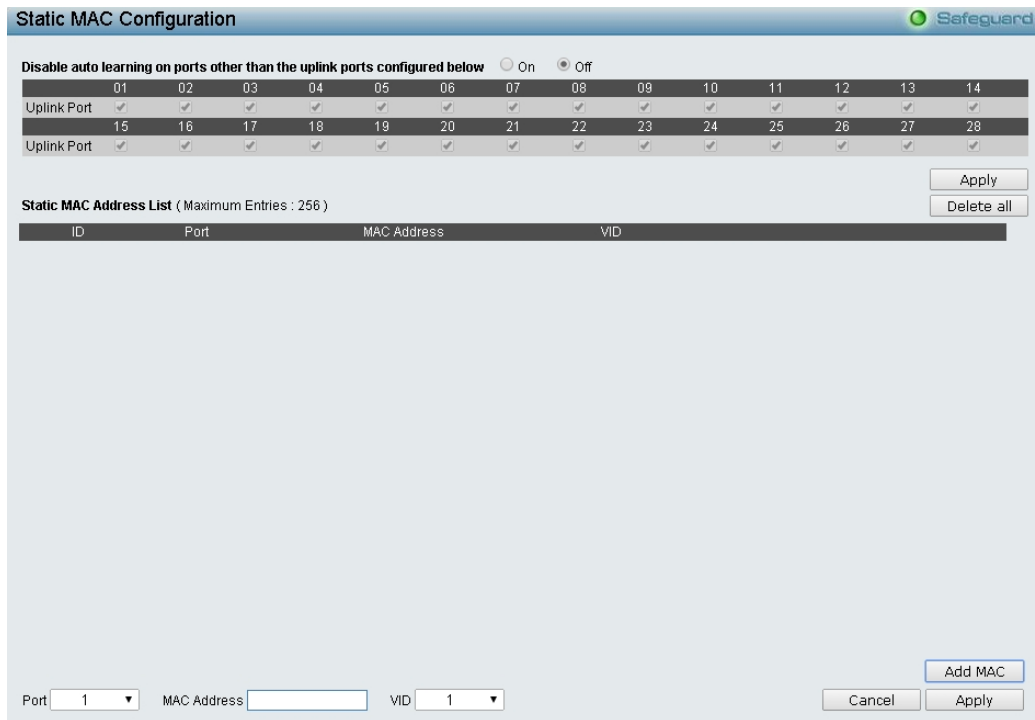 Static MAC Configuration
Safeguard
Disable auto learning on ports other than the uplink ports configured below On Off
01 02 03 04 05 06 07 08 09 10 11 12 13 14
Uplink Port
15 16 17 18 19 20 21 22 23 24 25 26 27 28
Uplink Port
Apply
Static MAC Address List ( Maximum Entries : 256 )
Delete all
ID Port MAC Address VID
Add MAC
Port 1 MAC Address VID 1 Cancel Apply